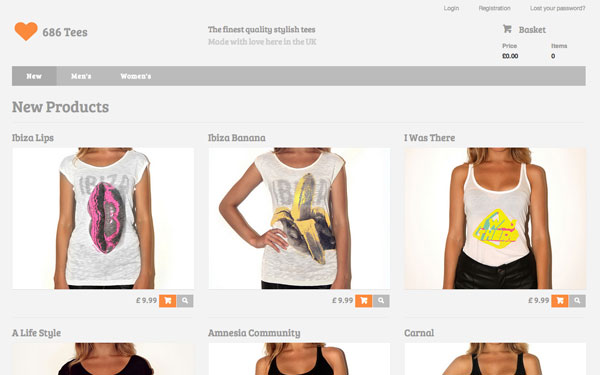 Login Registration Lost your password?
686 Tees
The finest quality stylish tees
Made with love here in the UK
Basket
Price Items
£0.00 0
New Men's Women's
New Products
Ibiza Lips Ibiza Banana I Was There
IBIZA IBIZA I WAS
THERE
£ 9.99 £ 9.99 £ 9.99
A Life Style Amnesia Community Carnal